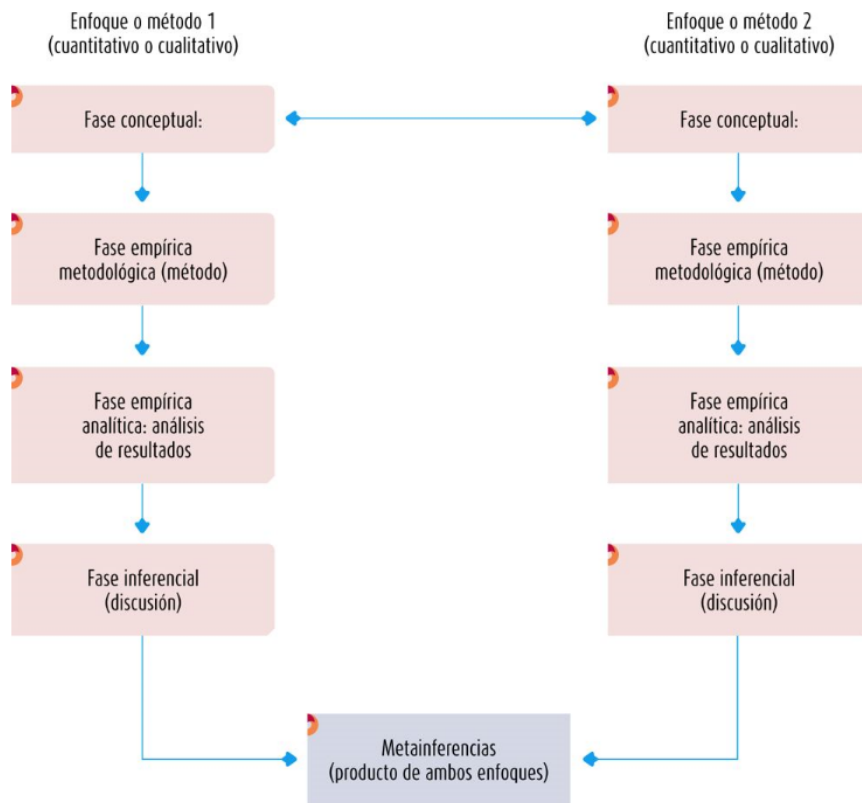 Enfoque o método 1
(cuantitativo o cualitativo)
Enfoque o método 2
(cuantitativo o cualitativo)
Fase conceptual:
Fase conceptual:
Fase empírica
metodológica (método)
Fase empírica
metodológica (método)
Fase empírica
analítica: análisis
de resultados
Fase empírica
analítica: análisis
de resultados
Fase inferencial
(discusión)
Fase inferencial
(discusión)
Metainferencias
(producto de ambos enfoques)